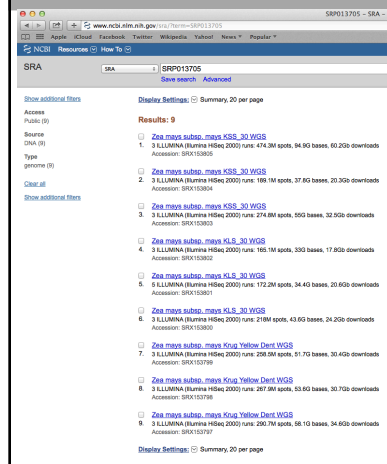 SRP013705 - SRA -
www.ncbi.nlm.nih.gov/sra/?term=SRP013705
Apple iCloud Facebook Twitter Wikipedia Yahoo! News Popular
NCBI Resources How To
SRA SRA SRP013705
Save search Advanced
Show additional filters
Access
Public (9)
Source
DNA (9)
Type
genome (9)
Clear all
Show additional filters
Display Settings: Summary, 20 per page
Results: 9
Zea mays subsp. mays KSS_30 WGS
1. 3 ILLUMINA (Illumina HiSeq 2000) runs: 474.3M spots, 94.9G bases, 60.2Gb downloads
Accession: SRX153805
Zea mays subsp. mays KSS_30 WGS
2. 3 ILLUMINA (Illumina HiSeq 2000) runs: 189.1M spots, 37.8G bases, 20.3Gb downloads
Accession: SRX153804
Zea mays subsp. mays KSS_30 WGS
3. 3 ILLUMINA (Illumina HiSeq 2000) runs: 274.8M spots, 55G bases, 32.5Gb downloads
Accession: SRX153803
Zea mays subsp. mays KLS_30 WGS
4. 3 ILLUMINA (Illumina HiSeq 2000) runs: 165.1M spots, 33G bases, 17.8Gb downloads
Accession: SRX153802
Zea mays subsp. mays KLS_30 WGS
5. 5 ILLUMINA (Illumina HiSeq 2000) runs: 172.2M spots, 34.4G bases, 20.6Gb downloads
Accession: SRX153801
Zea mays subsp. mays KLS_30 WGS
6. 3 ILLUMINA (Illumina HiSeq 2000) runs: 218M spots, 43.6G bases, 24.2Gb downloads
Accession: SRX153800
Zea mays subsp. mays Krug Yellow Dent WGS
7. 3 ILLUMINA (Illumina HiSeq 2000) runs: 258.5M spots, 51.7G bases, 30.4Gb downloads
Accession: SRX153799
Zea mays subsp. mays Krug Yellow Dent WGS
8. 3 ILLUMINA (Illumina HiSeq 2000) runs: 267.9M spots, 53.6G bases, 30.7Gb downloads
Accession: SRX153798
Zea mays subsp. mays Krug Yellow Dent WGS
9. 3 ILLUMINA (Illumina HiSeq 2000) runs: 290.7M spots, 58.1G bases, 34.6Gb downloads
Accession: SRX153797
Display Settings: Summary, 20 per page